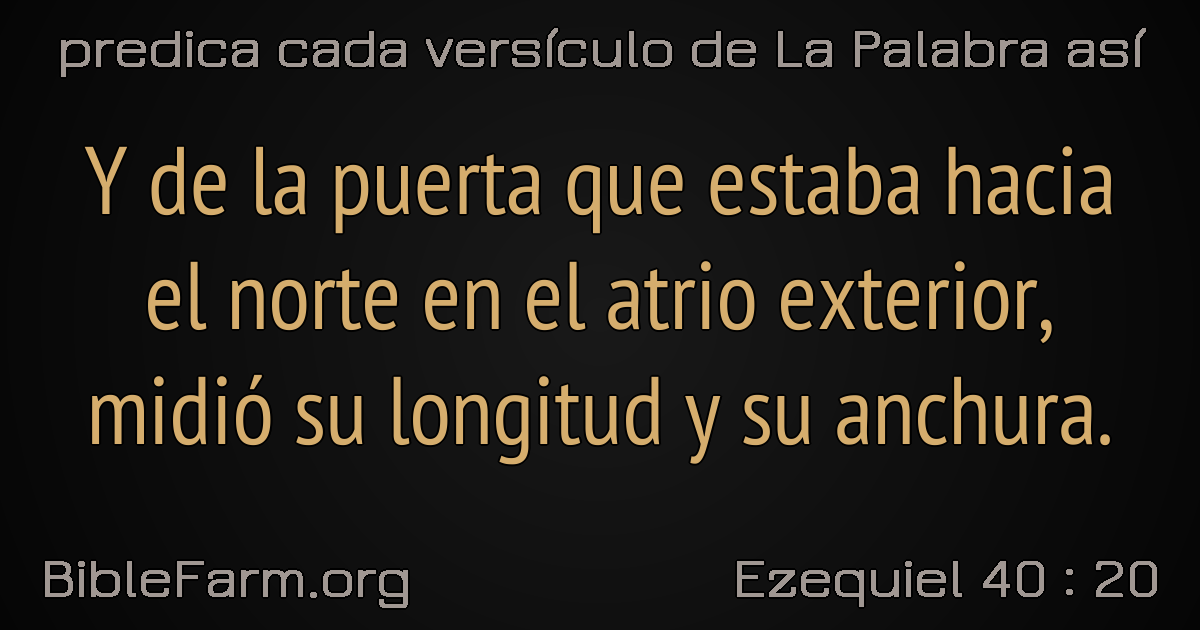 predica cada versículo de La Palabra así
Y de la puerta que estaba hacia
el norte en el atrio exterior,
midió su longitud y su anchura.
BibleFarm.org
Ezequiel 40 : 20